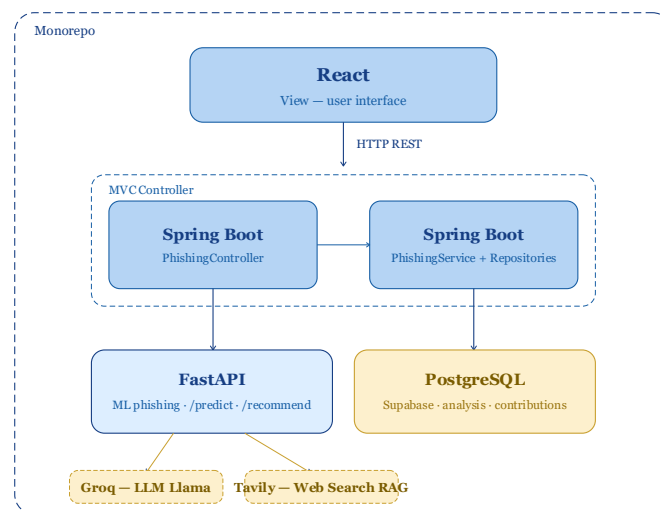 Monorepo
React
View — user interface
HTTP REST
MVC Controller
Spring Boot
PhishingController
Spring Boot
PhishingService + Repositories
FastAPI
ML phishing · /predict · /recommend
PostgreSQL
Supabase · analysis · contributions
Groq — LLM Llama
Tavily — Web Search RAG